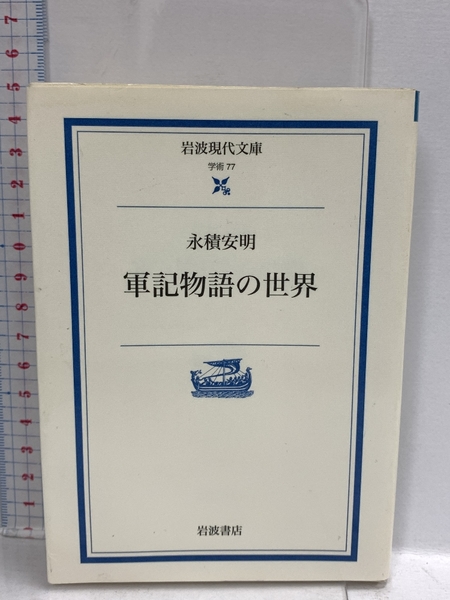 岩波現代文庫
学術 77
永積安明
軍記物語の世界
岩波書店